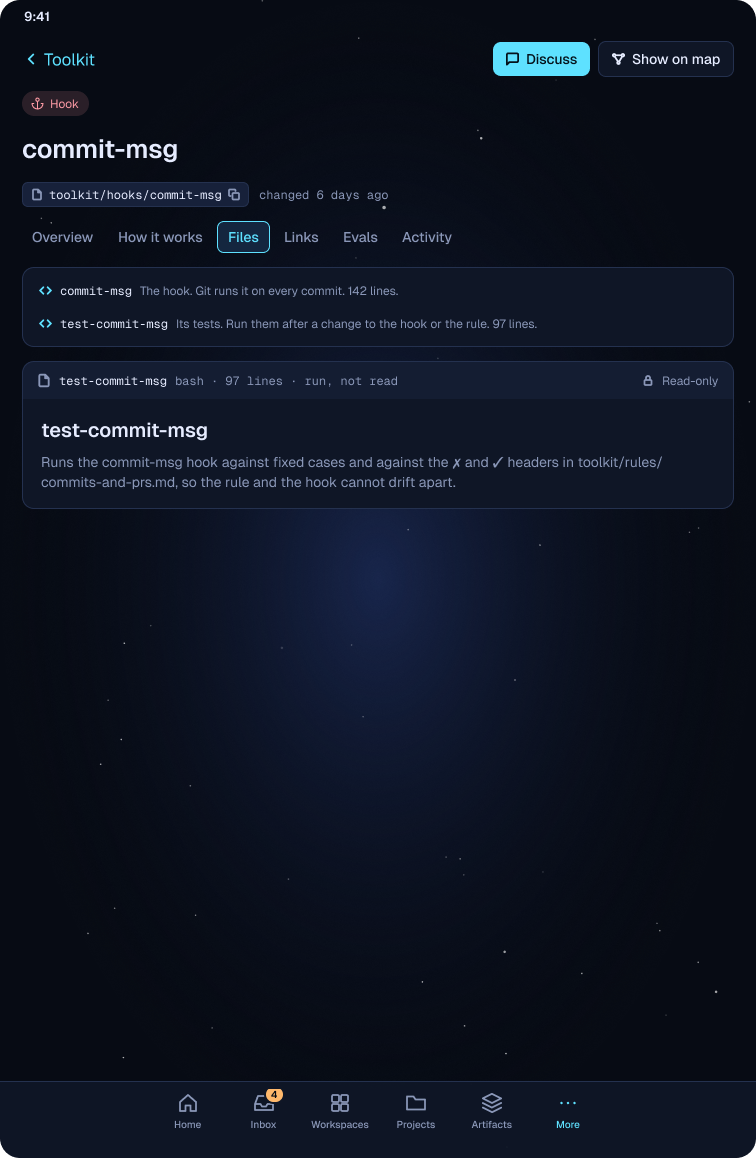 9:41
Toolkit
Discuss
Show on map
Hook
commit-msg
toolkit/hooks/commit-msg changed 6 days ago
Overview How it works Files Links Evals Activity
commit-msg The hook. Git runs it on every commit. 142 lines.
test-commit-msg Its tests. Run them after a change to the hook or the rule. 97 lines.
test-commit-msg bash · 97 lines · run, not read Read-only
test-commit-msg
Runs the commit-msg hook against fixed cases and against the ✗ and ✓ headers in toolkit/rules/
commits-and-prs.md, so the rule and the hook cannot drift apart.
4
Home Inbox Workspaces Projects Artifacts More